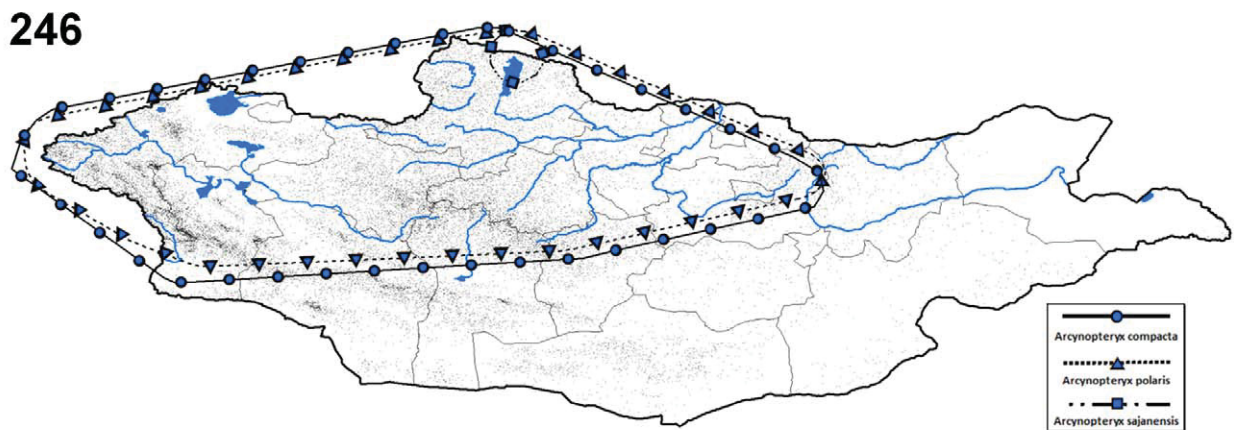 246
Arcynopteryx compacta
Arcynopteryx polaris
Arcynopteryx sajanensis